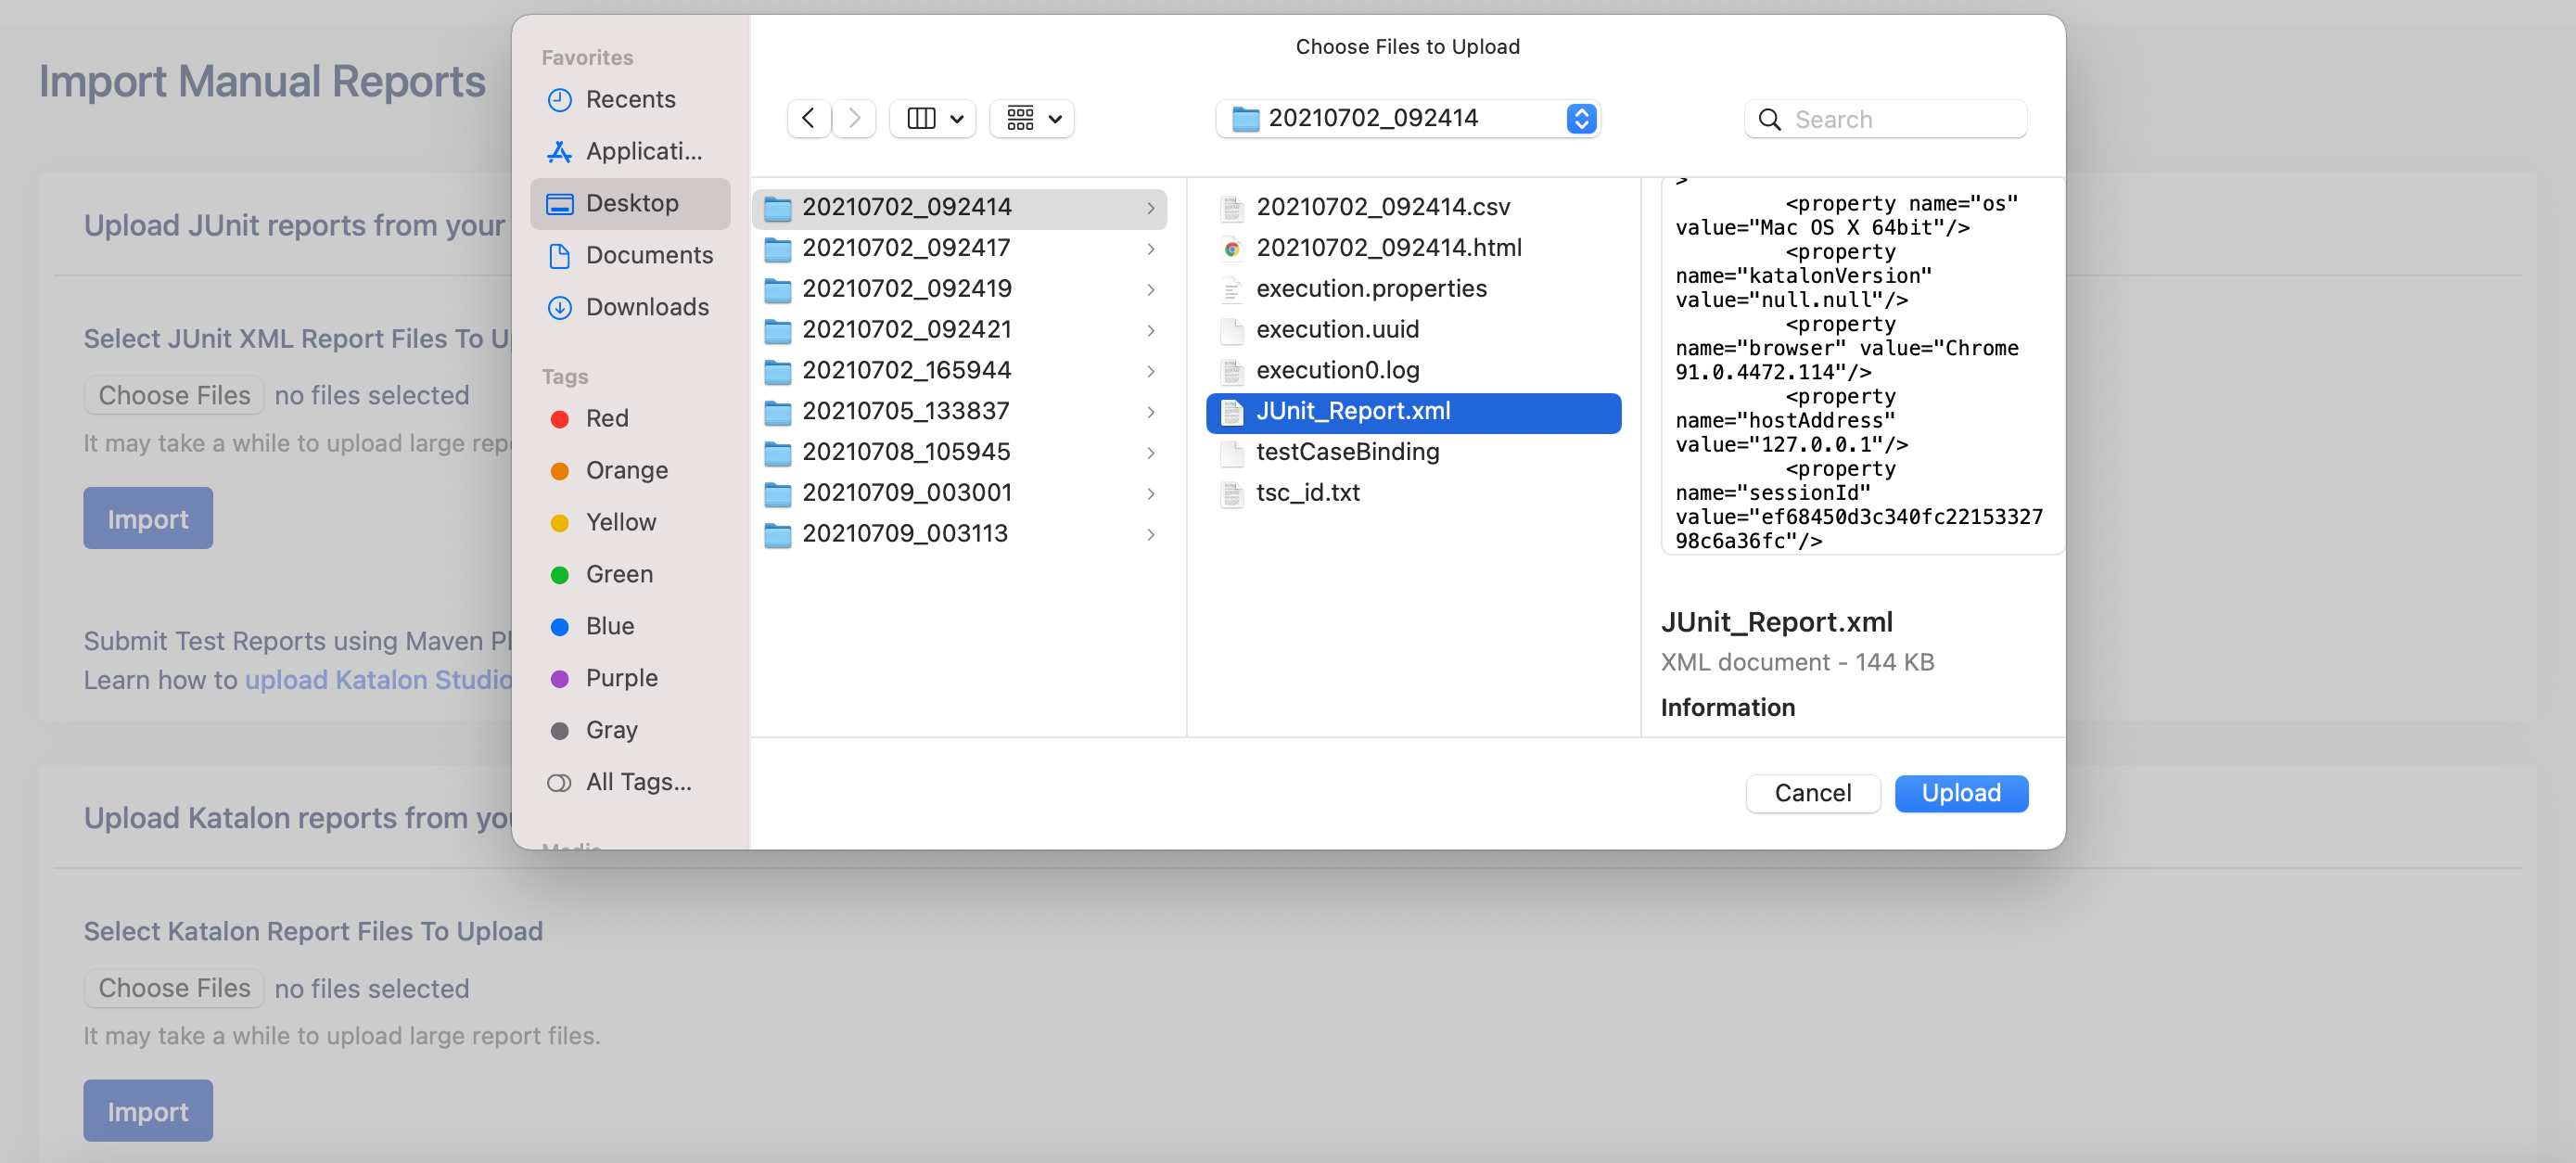 Import Manual Reports
Upload JUnit reports from your
Select JUnit XML Report Files To
Choose Files no files selected
It may take a while to upload large
Import
Submit Test Reports using Maven
Learn how to upload Katalon Studio
Upload Katalon reports from
Select Katalon Report Files To Upload
Choose Files no files selected
It may take a while to upload large report files.
Import
Favorites
Recents
Applicati...
Desktop
Documents
Downloads
Tags
Red
Orange
Yellow
Green
Blue
Purple
Gray
All Tags...
Choose Files to Upload
20210702_092414
Search
20210702_092414
20210702_092417
20210702_092419
20210702_092421
20210702_165944
20210705_133837
20210708_105945
20210709_003001
20210709_003113
20210702_092414.csv
20210702_092414.html
execution.properties
execution.uuid
execution0.log
JUnit_Report.xml
testCaseBinding
tsc_id.txt
>
<property name="os"
value="Mac OS X 64bit"/>
<property
name="katalonVersion"
value="null.null"/>
<property
name="browser" value="Chrome
91.0.4472.114"/>
<property
name="hostAddress"
value="127.0.0.1"/>
<property
name="sessionId"
value="ef68450d3c340fc22153327
98c6a36fc"/>
JUnit_Report.xml
XML document - 144 KB
Information
Cancel
Upload